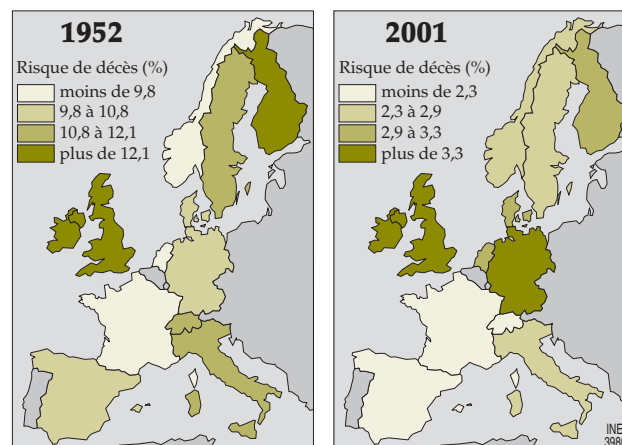 1952
Risque de décès (%)
moins de 9,8
9,8 à 10,8
10,8 à 12,1
plus de 12,1
2001
Risque de décès (%)
moins de 2,3
2,3 à 2,9
2,9 à 3,3
plus de 3,3
INE